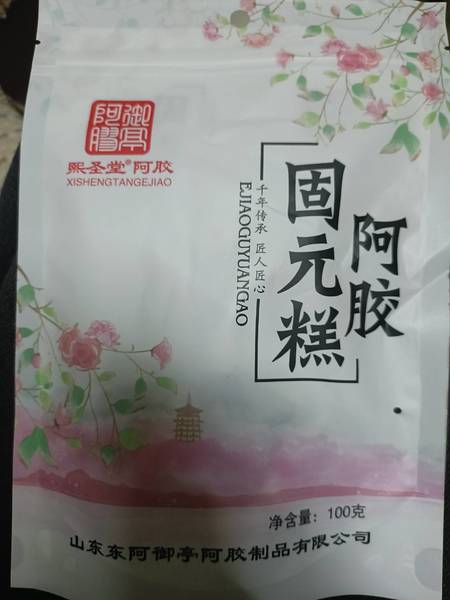 御亭阿膠
熙圣堂®阿胶
XISHENGTANGEJIAO
阿胶
固元糕
千年传承 匠人匠心
EJIAOGUYUANGAO
净含量：100克
山东东阿御亭阿胶制品有限公司